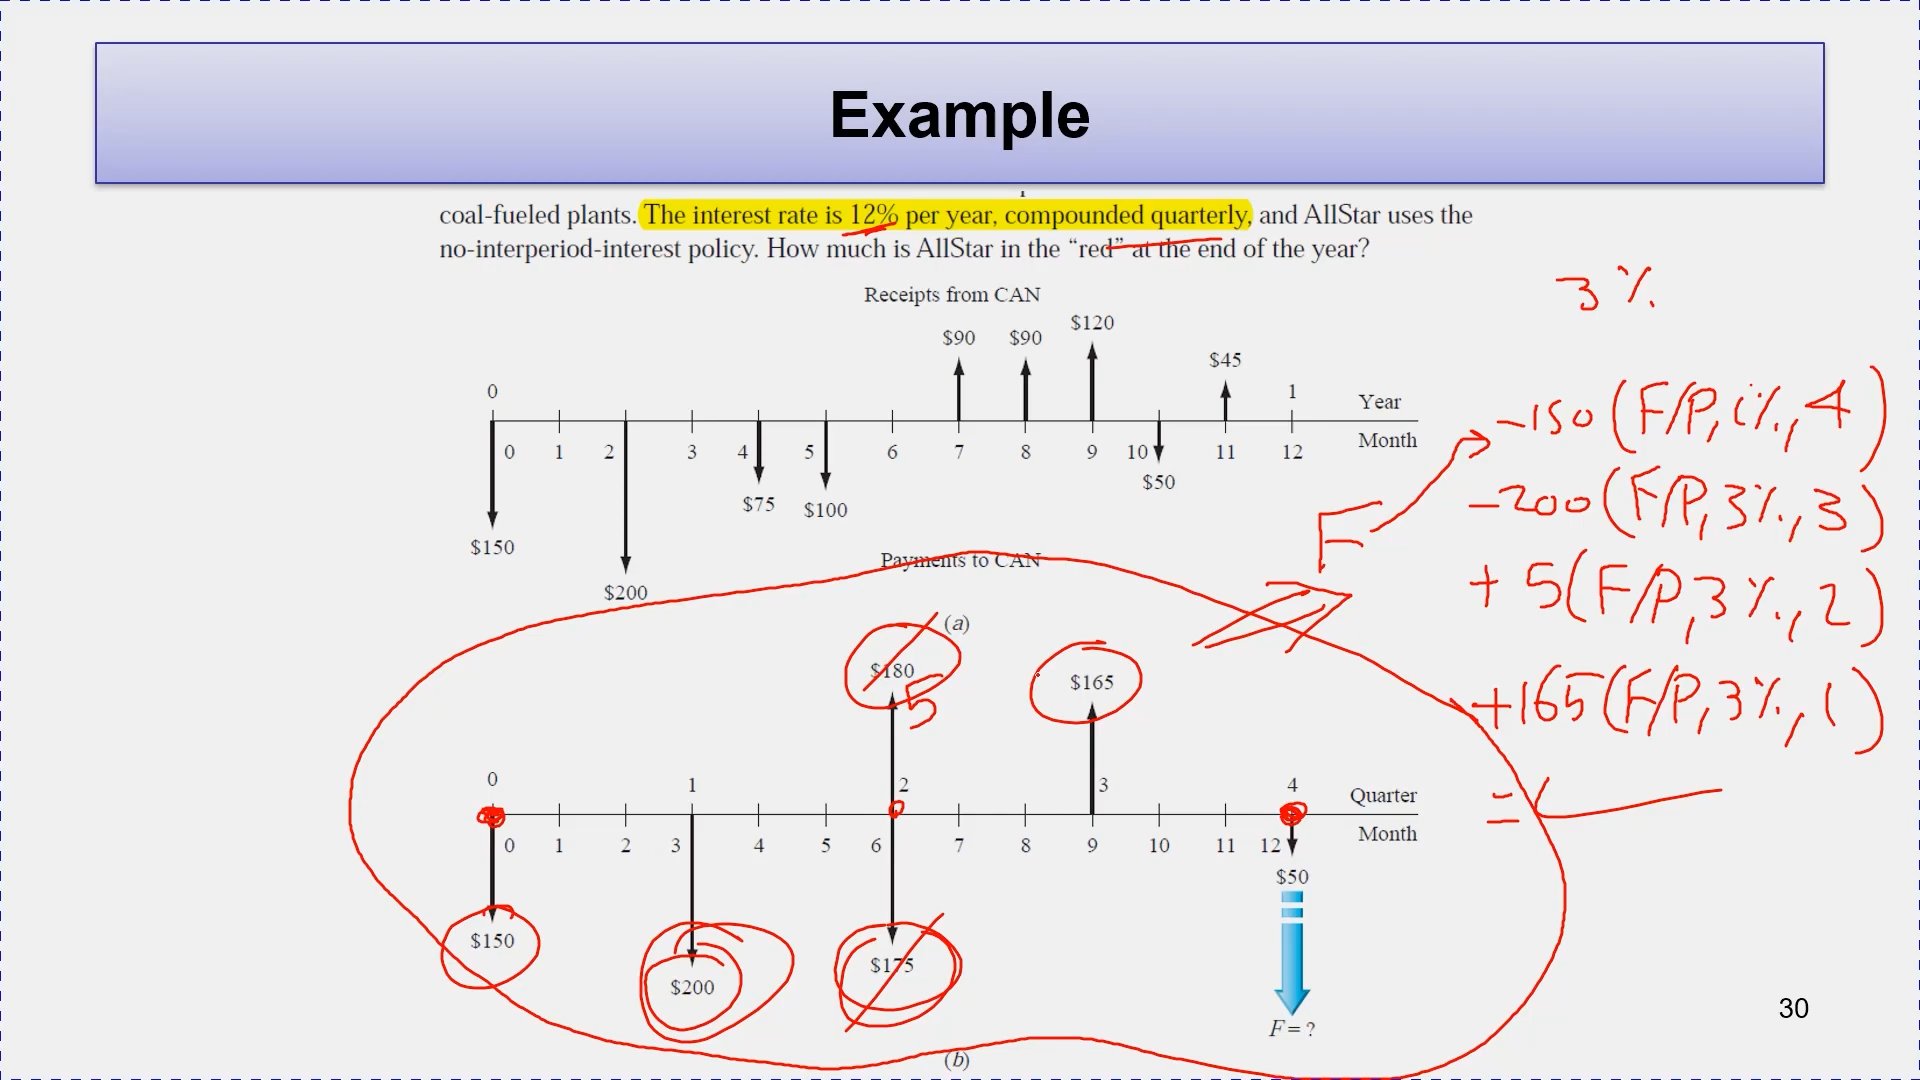 Example
coal-fueled plants. The interest rate is 12% per year, compounded quarterly, and AllStar uses the
no-interperiod-interest policy. How much is AllStar in the “red” at the end of the year?
3 %
Receipts from CAN
$90 $90 $120 $45
0 1 Year
0 1 2 3 4 5 6 7 8 9 10 11 12 Month
$150 $200 $75 $100 $50
Payments to CAN
(a)
F
-150 (F/P, i%, 4)
-200 (F/P, 3%, 3)
+ 5 (F/P, 3%, 2)
+165 (F/P, 3%, 1)
=
$180 5 $165
0 1 2 3 4 Quarter
0 1 2 3 4 5 6 7 8 9 10 11 12 Month
$150 $200 $175 $50
F = ?
(b)
30